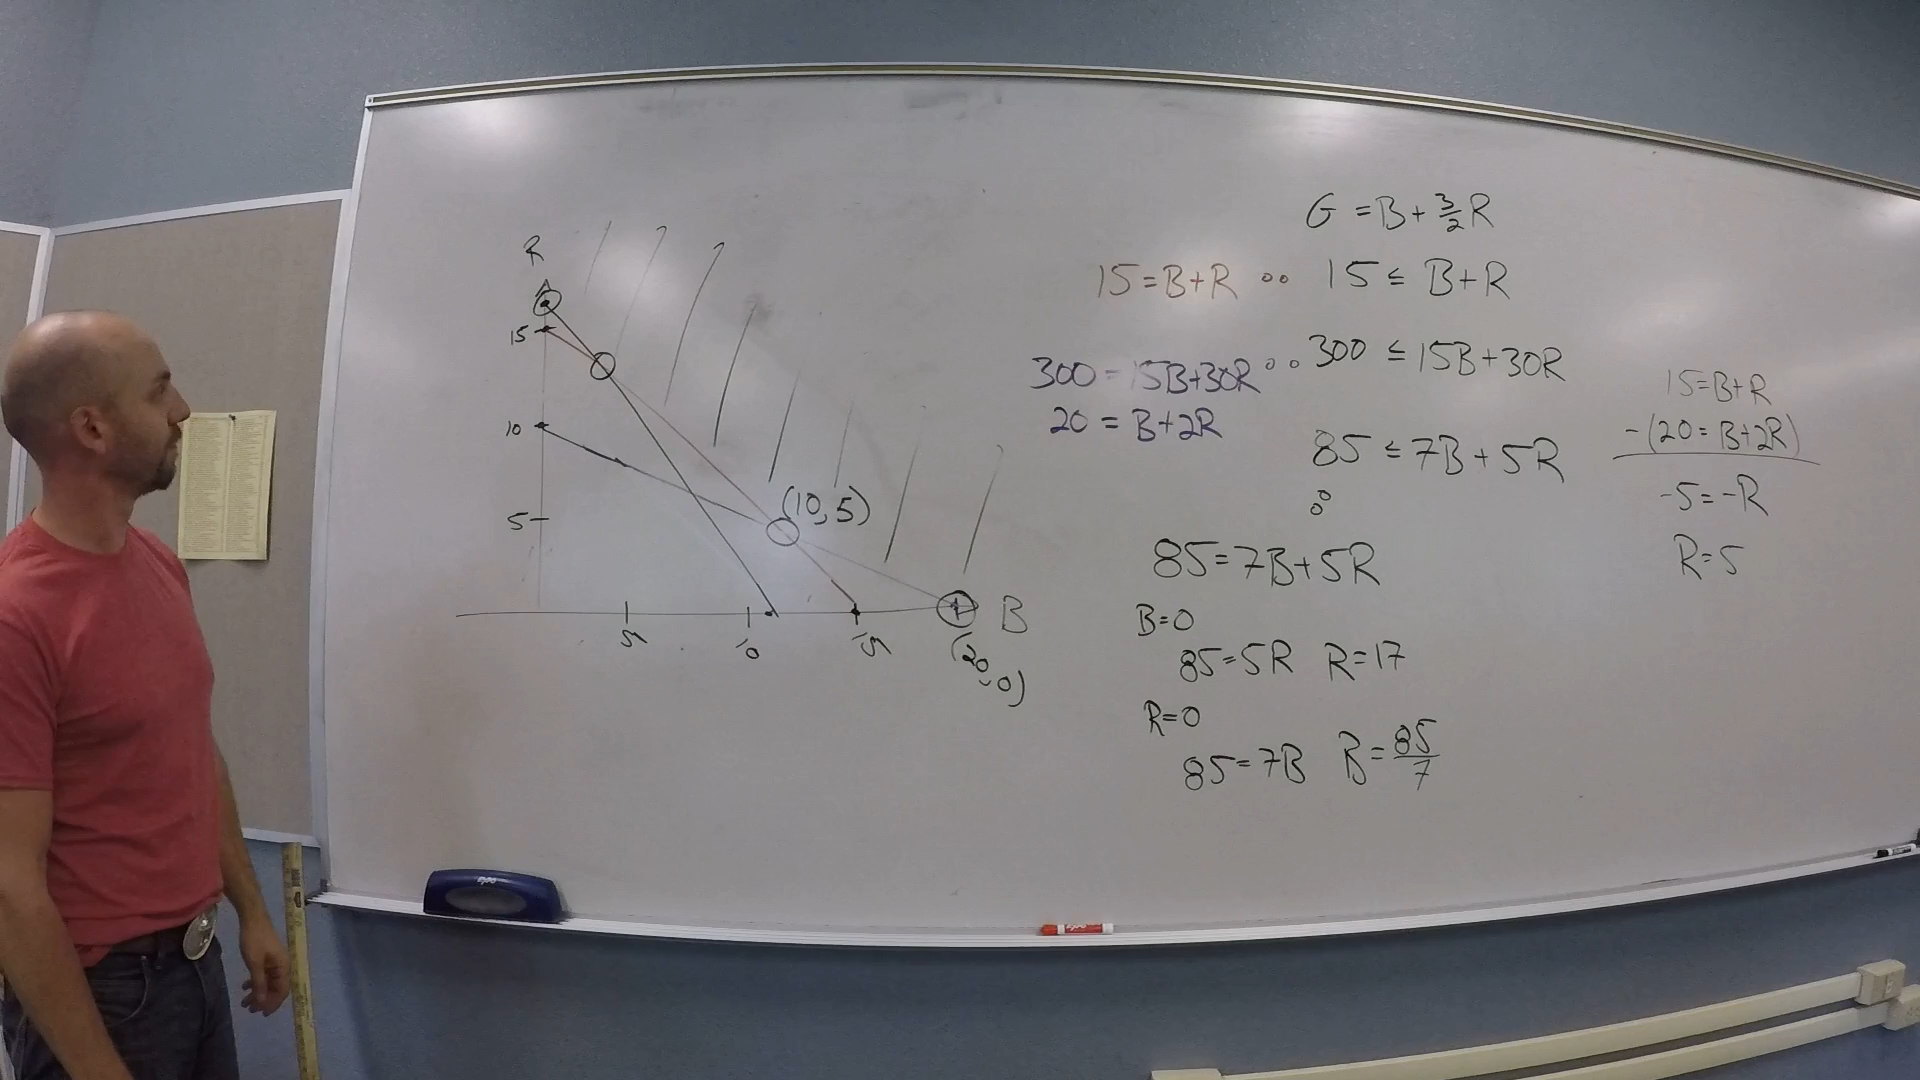 R
15
10
5
5
10
15
B
(10,5)
(20,0)
G = B + 3/2 R
15=B+R ∘∘ 15 ≤ B+R
300 = 15B+30R ∘∘ 300 ≤ 15B+30R
20 = B+2R
85 ≤ 7B + 5R
85=7B+5R
B=0
85=5R R=17
R=0
85=7B B=85/7
15=B+R
-(20=B+2R)
-5=-R
R=5
expo
expo